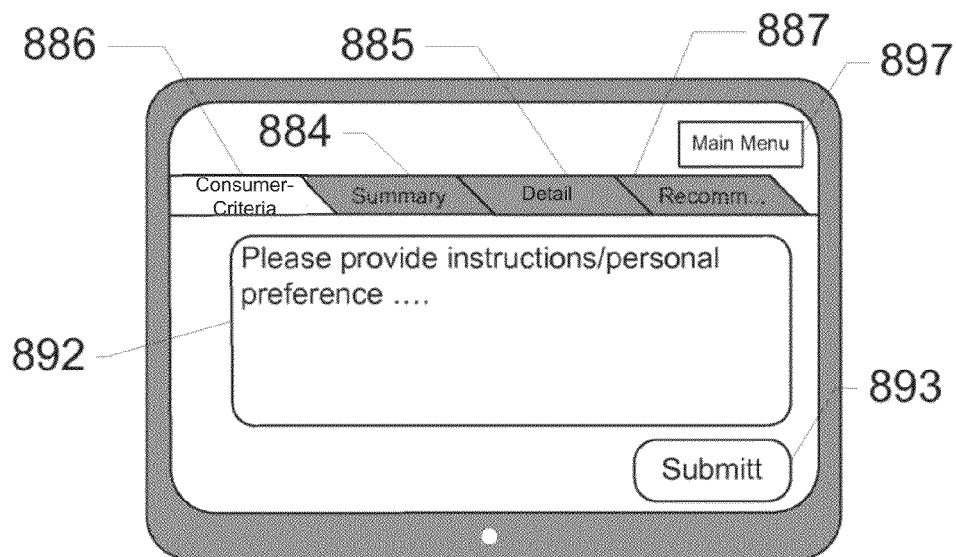 886
885
887
897
884
Main Menu
Consumer-
Criteria
Summary
Detail
Recomm...
Please provide instructions/personal
preference ....
892
893
Submitt